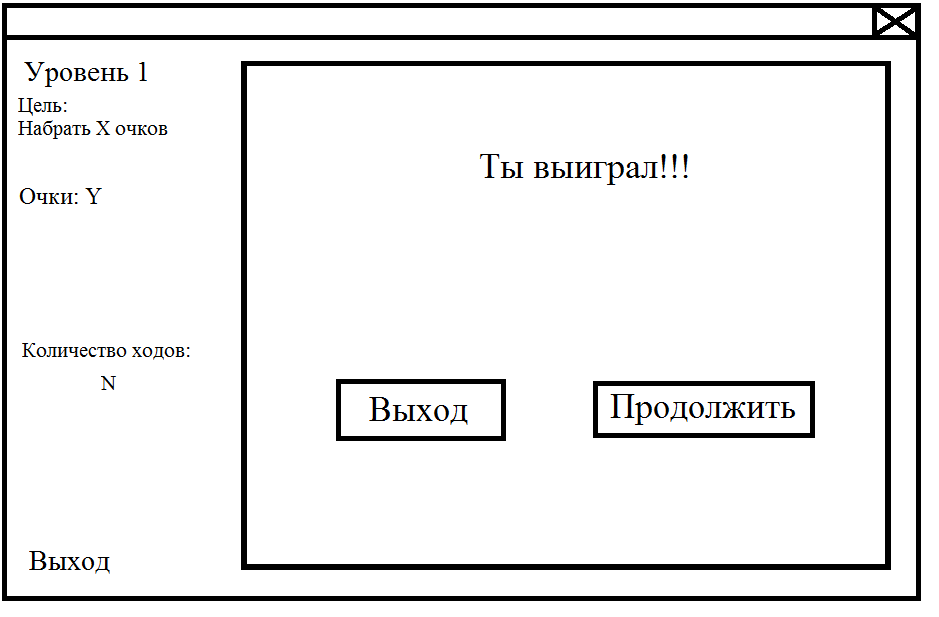 Уровень 1
Цель:
Набрать X очков
Очки: Y
Количество ходов:
N
Выход
Ты выиграл!!!
Выход
Продолжить